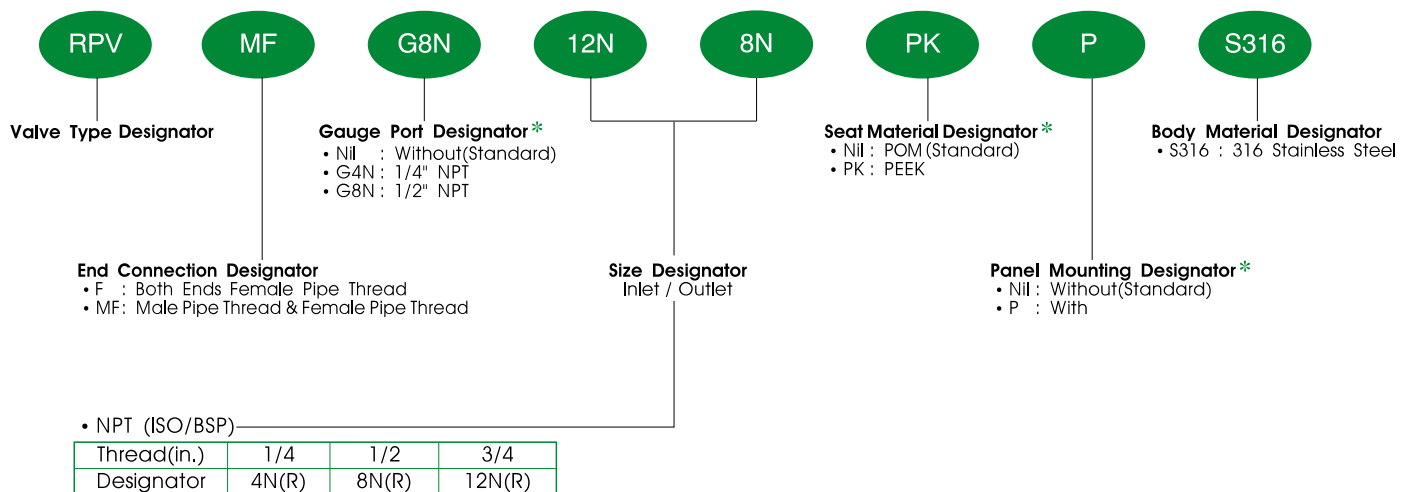 RPV MF G8N 12N 8N PK P S316
Valve Type Designator
Gauge Port Designator*
• Nil : Without(Standard)
• G4N : 1/4" NPT
• G8N : 1/2" NPT
Seat Material Designator*
• Nil : POM (Standard)
• PK : PEEK
Body Material Designator
• S316 : 316 Stainless Steel
End Connection Designator
• F : Both Ends Female Pipe Thread
• MF : Male Pipe Thread & Female Pipe Thread
Size Designator
Inlet / Outlet
Panel Mounting Designator*
• Nil : Without(Standard)
• P : With
• NPT (ISO/BSP)
Thread(in.) 1/4 1/2 3/4
Designator 4N(R) 8N(R) 12N(R)